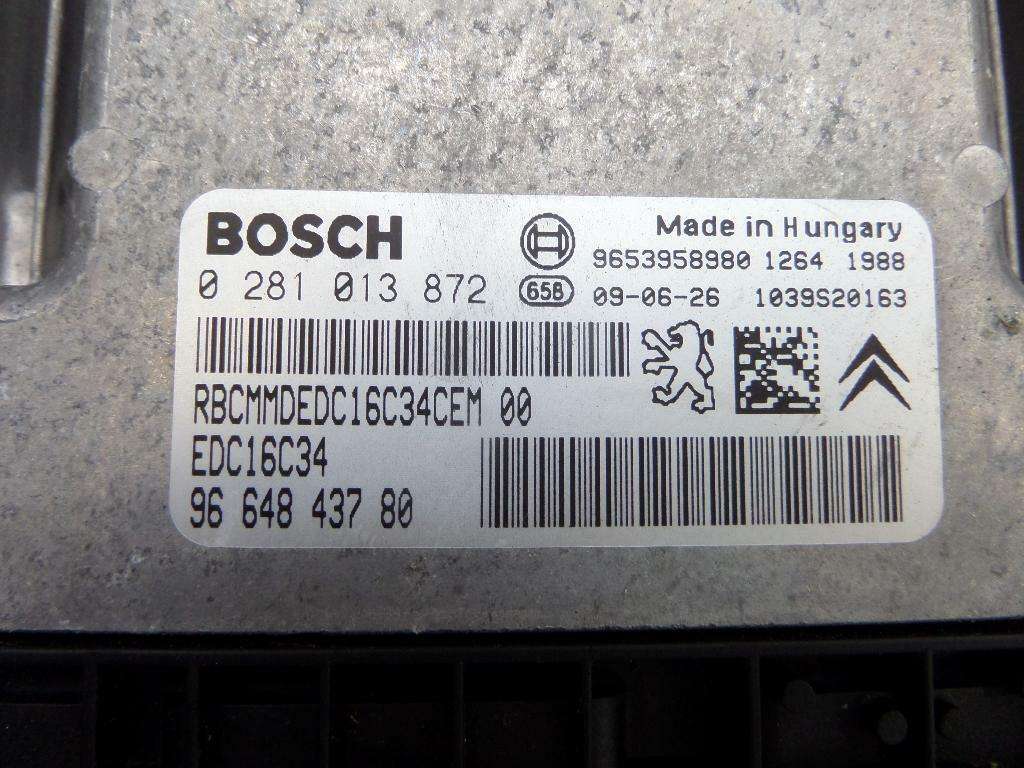 BOSCH
Made in Hungary
9653958980 1264 1988
0 281 013 872
65B 09-06-26 1039S20163
RBCMMDEDC16C34CEM 00
EDC16C34
96 648 437 80